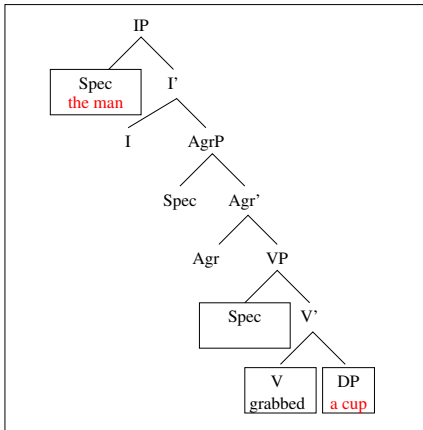 IP
Spec I'
the man
I AgrP
Spec Agr'
Agr VP
Spec V'
V DP
grabbed a cup